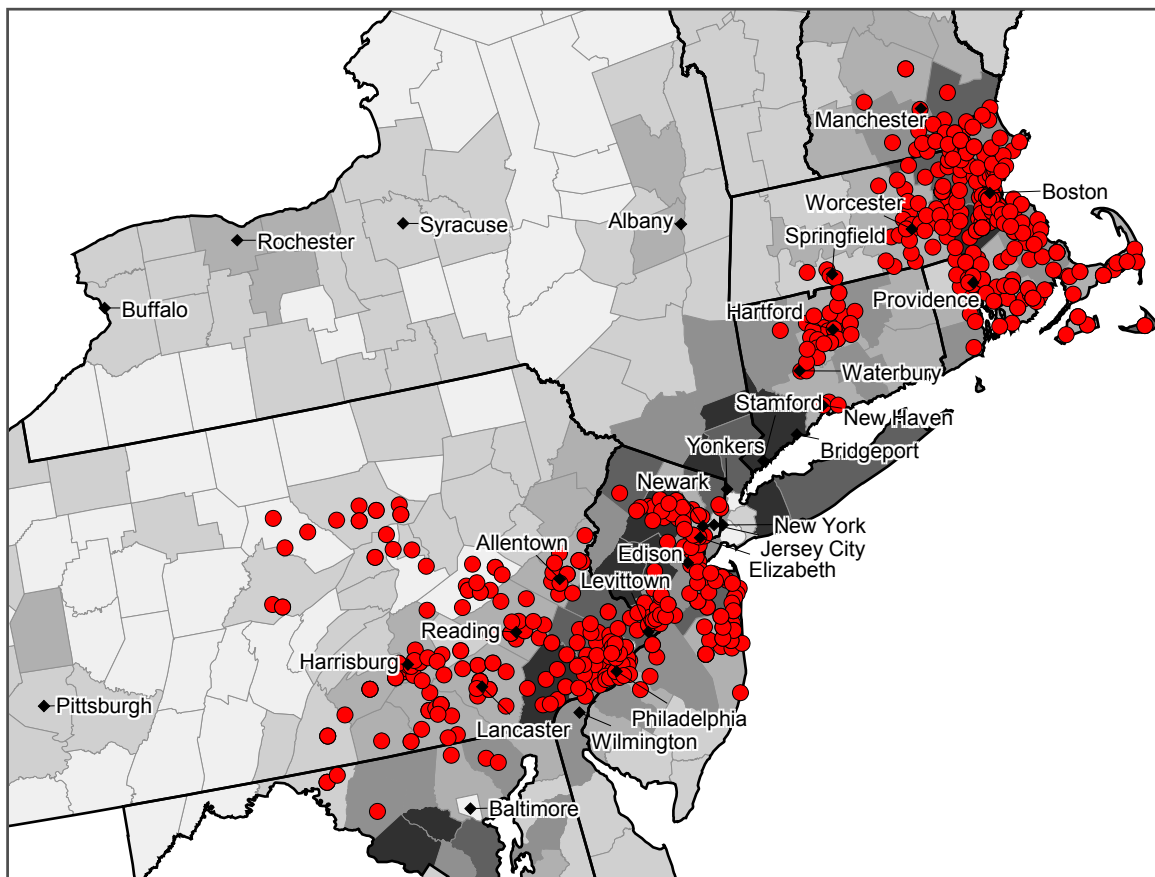 Manchester
Boston
Worcester
Syracuse
Albany
Springfield
Rochester
Providence
Buffalo
Hartford
Waterbury
Stamford
New Haven
Yonkers
Bridgeport
Newark
New York
Allentown
Edison
Jersey City
Levittown
Elizabeth
Reading
Harrisburg
Pittsburgh
Philadelphia
Lancaster
Wilmington
Baltimore